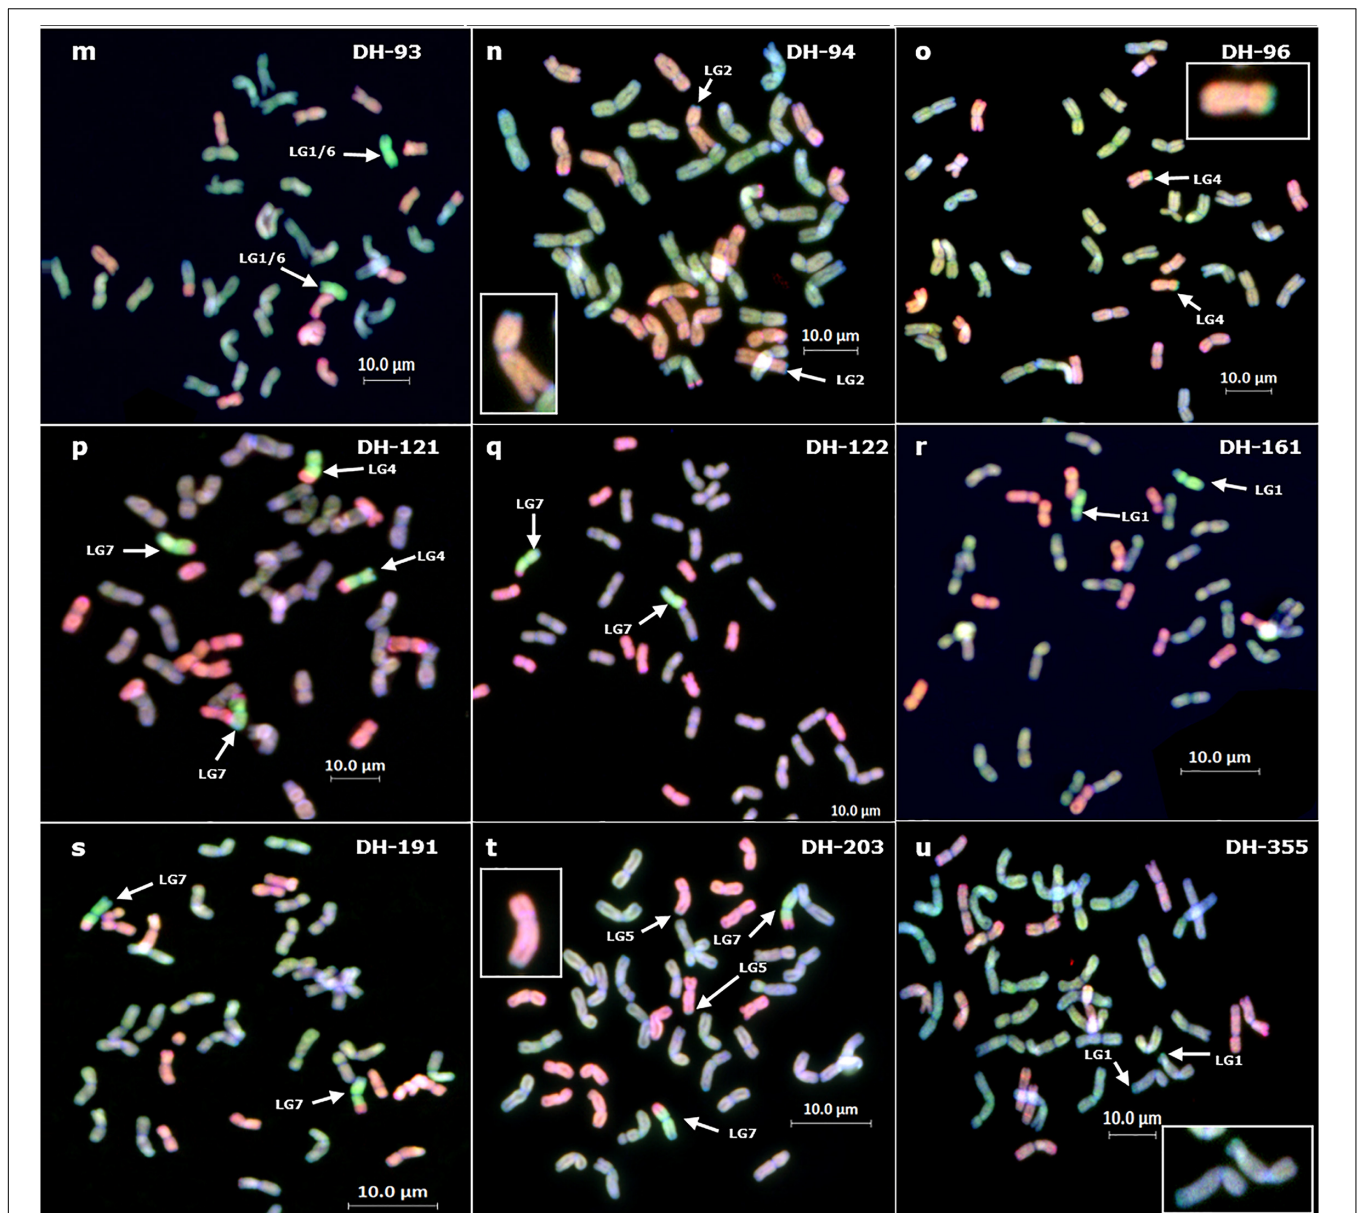 m DH-93
LG1/6
LG1/6
10.0 µm
n DH-94
LG2
10.0 µm
LG2
o DH-96
LG4
LG4
10.0 µm
p DH-121
LG4
LG7
LG4
LG7
10.0 µm
q DH-122
LG7
LG7
10.0 µm
r DH-161
LG1
LG1
10.0 µm
s DH-191
LG7
LG7
10.0 µm
t DH-203
LG5
LG7
LG5
10.0 µm
LG7
u DH-355
LG1
LG1
10.0 µm